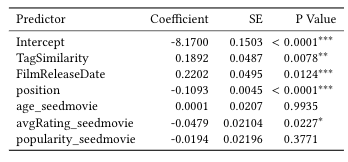 Predictor Coefficient SE P Value
Intercept -8.1700 0.1503 < 0.0001***
TagSimilarity 0.1892 0.0487 0.0078**
FilmReleaseDate 0.2202 0.0495 0.0124***
position -0.1093 0.0045 < 0.0001***
age_seedmovie 0.0001 0.0207 0.9935
avgRating_seedmovie -0.0479 0.02104 0.0227*
popularity_seedmovie -0.0194 0.02196 0.3771